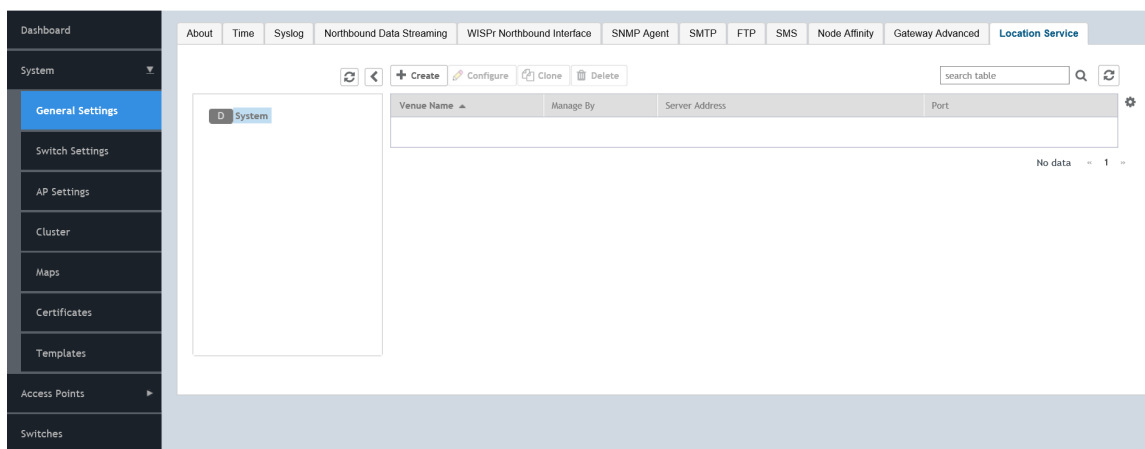 Dashboard
System
General Settings
Switch Settings
AP Settings
Cluster
Maps
Certificates
Templates
Access Points
Switches
About Time Syslog Northbound Data Streaming WISPr Northbound Interface SNMP Agent SMTP FTP SMS Node Affinity Gateway Advanced Location Service
Create Configure Clone Delete search table
D System
Venue Name Manage By Server Address Port
No data « 1 »